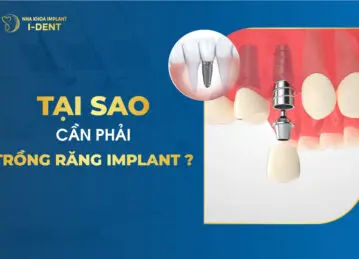 NHA KHOA IMPLANT
I-DENT
TẠI SAO
CẦN PHẢI
TRỒNG RĂNG IMPLANT ?